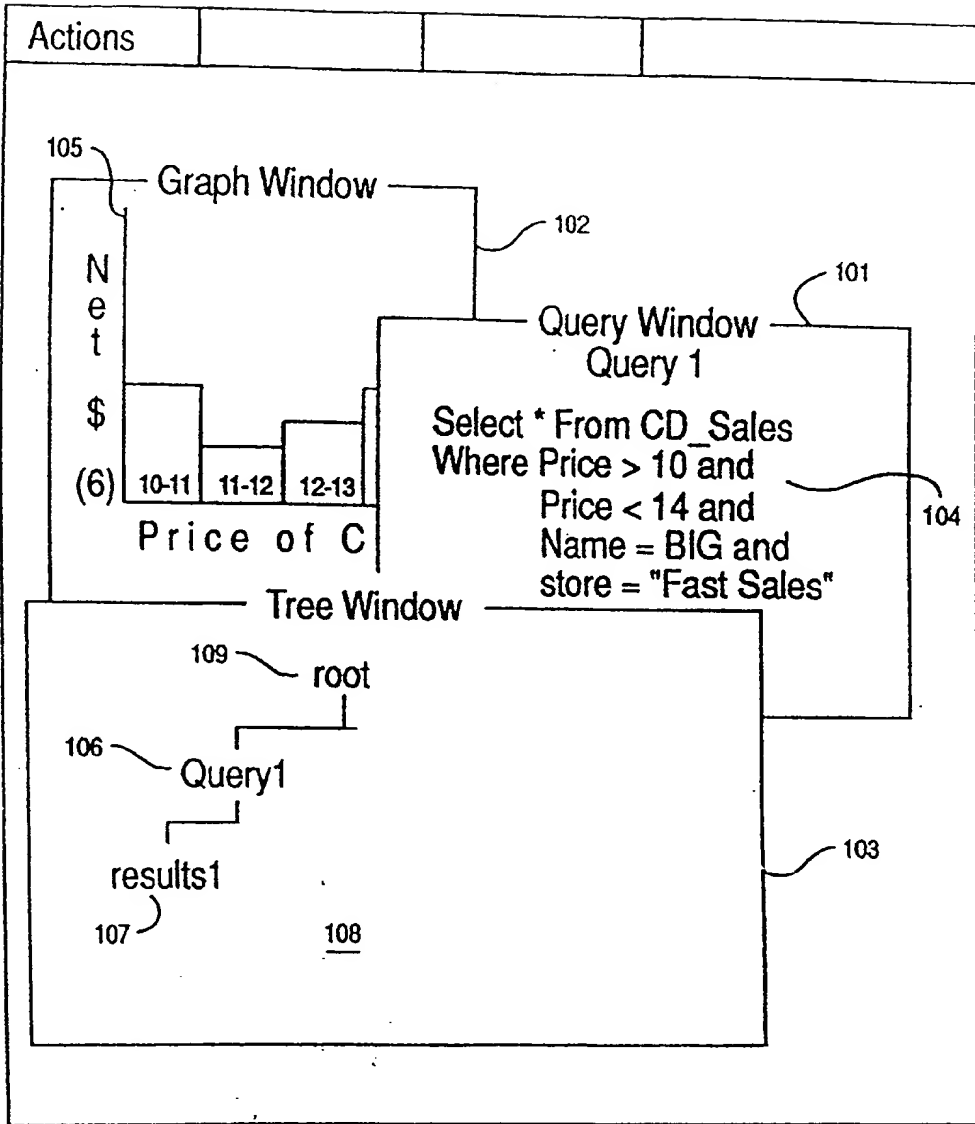 Actions
105
Graph Window
102
Net
$
(6)
10-11 11-12 12-13
Price of C
101
Query Window
Query 1
Select * From CD_Sales
Where Price > 10 and
Price < 14 and
Name = BIG and
store = "Fast Sales"
104
Tree Window
109
root
106
Query1
results1
107
108
103